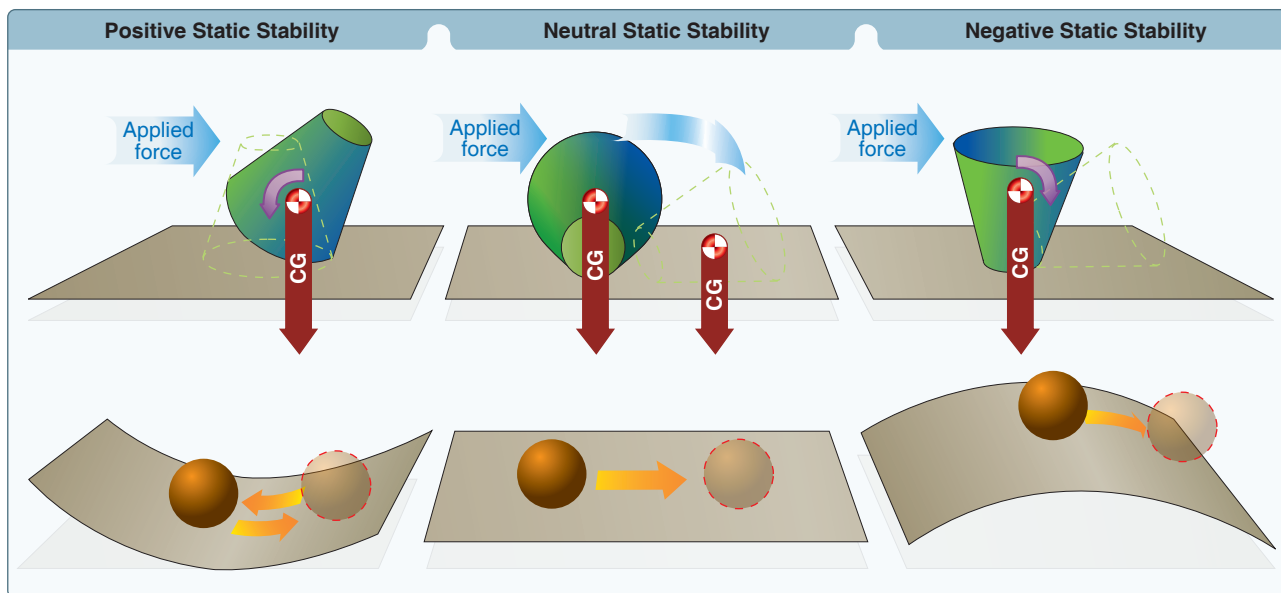 Positive Static Stability
Neutral Static Stability
Negative Static Stability
Applied
force
CG
Applied
force
CG
CG
Applied
force
CG